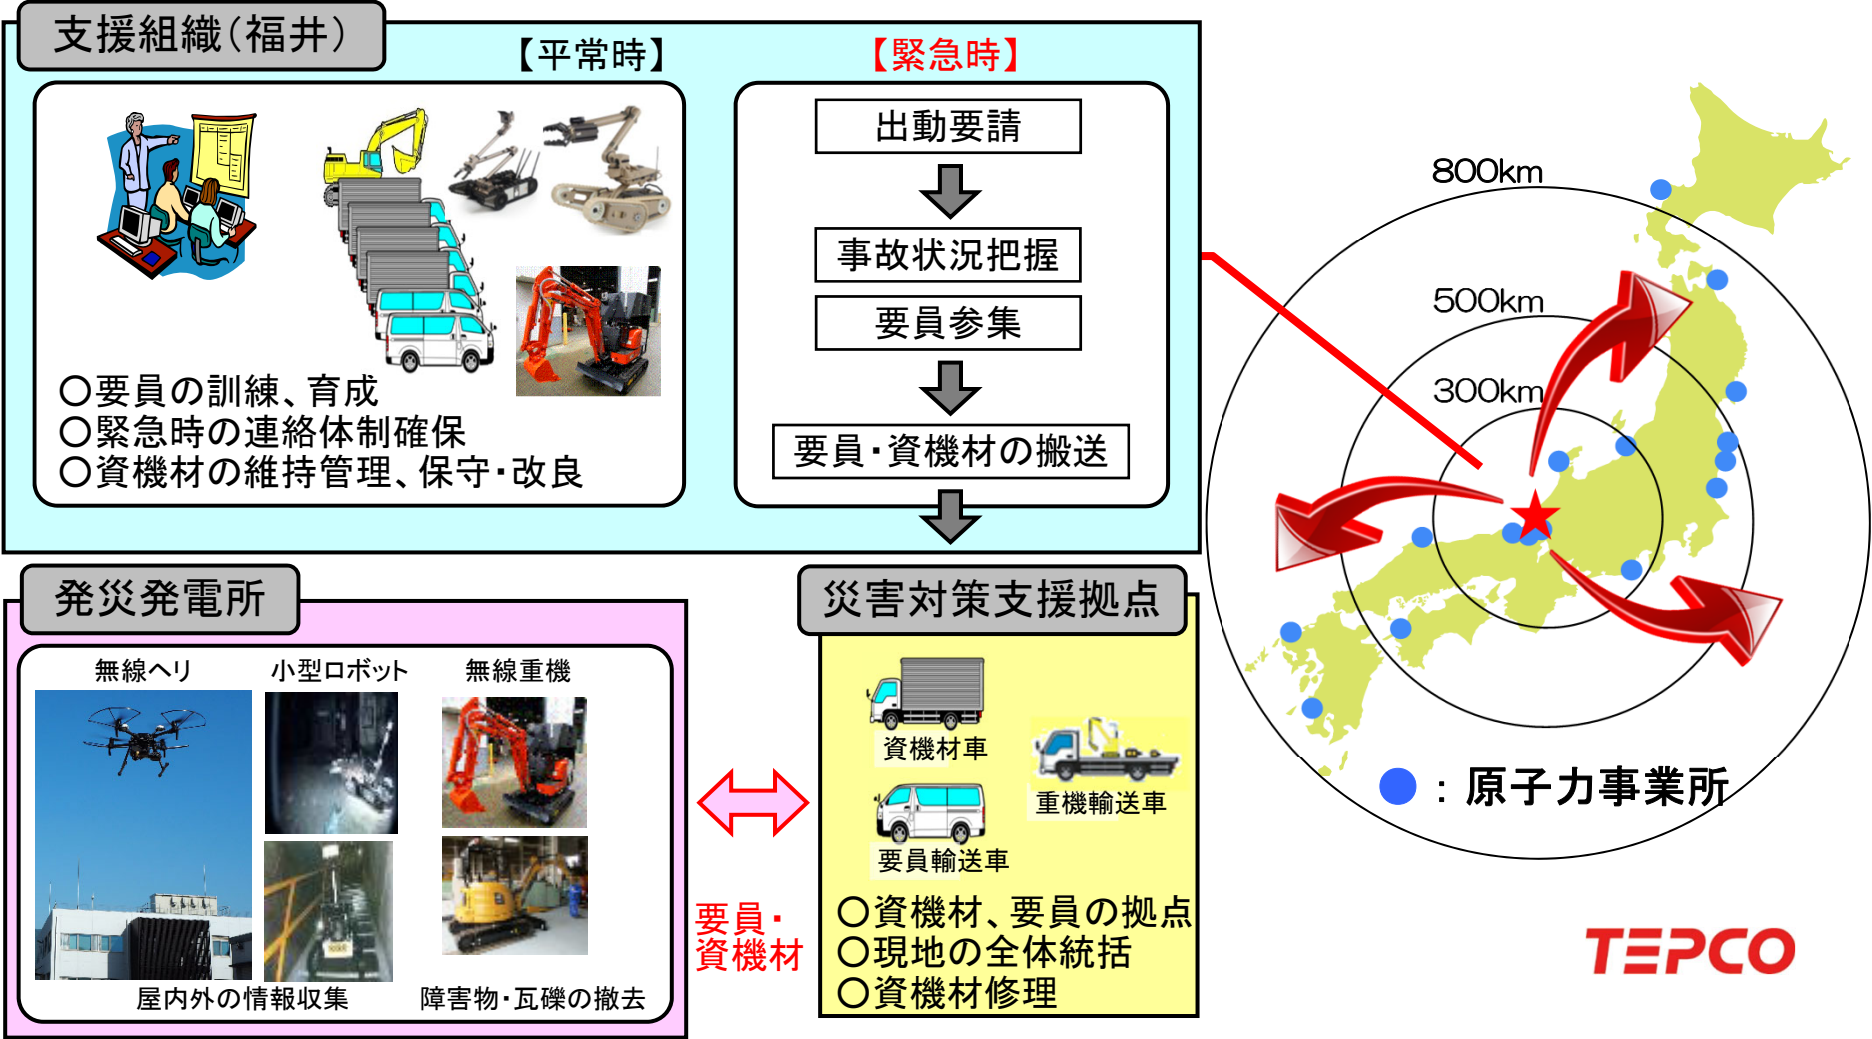 支援組織(福井)
【平常時】
○要員の訓練、育成
○緊急時の連絡体制確保
○資機材の維持管理、保守・改良
【緊急時】
出動要請
事故状況把握
要員参集
要員・資機材の搬送
発災発電所
無線ヘリ
小型ロボット
無線重機
屋内外の情報収集
障害物・瓦礫の撤去
要員・
資機材
災害対策支援拠点
資機材車
重機輸送車
要員輸送車
○資機材、要員の拠点
○現地の全体統括
○資機材修理
800km
500km
300km
：原子力事業所
TEPCO